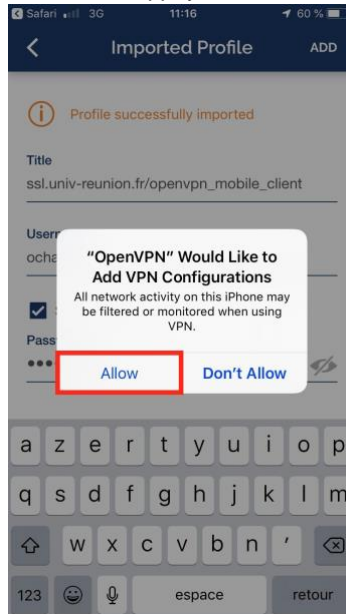 Safari 3G 11:16 60 %
Imported Profile ADD
Profile successfully imported
Title
ssl.univ-reunion.fr/openvpn_mobile_client
“OpenVPN” Would Like to
Add VPN Configurations
All network activity on this iPhone may
be filtered or monitored when using
VPN.
Allow Don’t Allow
a z e r t y u i o p
q s d f g h j k l m
w x c v b n ’
123 espace retour